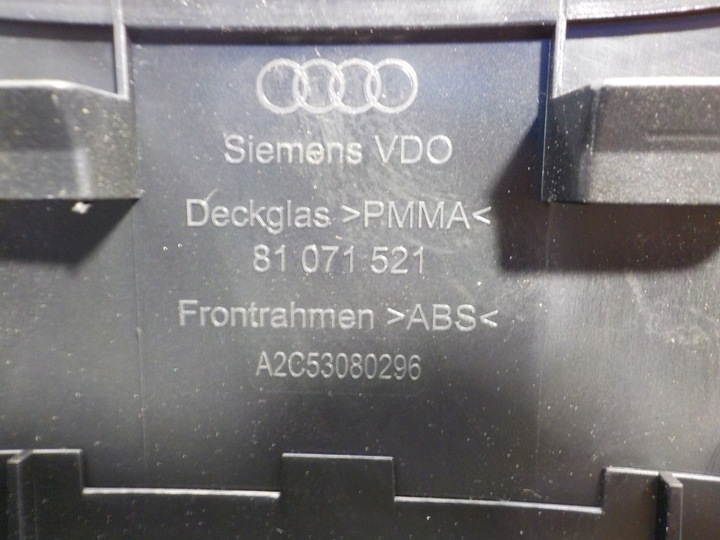 Siemens VDO
Deckglas >PMMA<
81 071 521
Frontrahmen >ABS<
A2C53080296